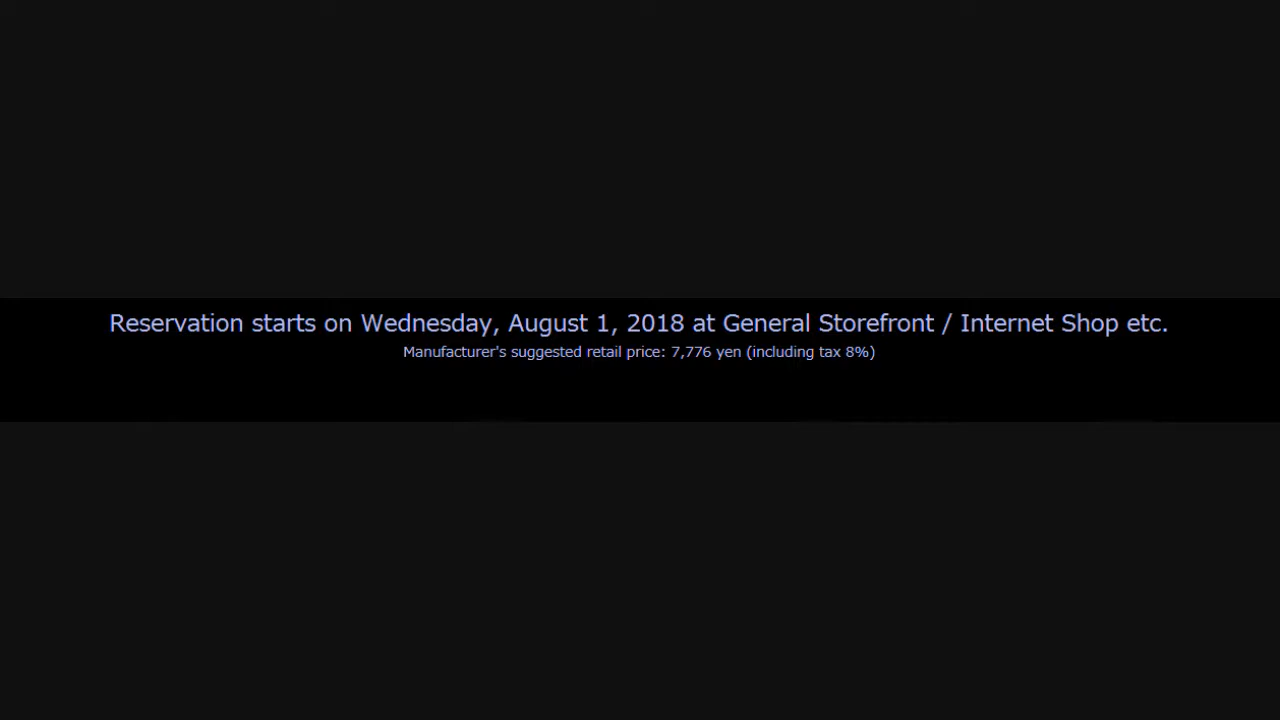 Reservation starts on Wednesday, August 1, 2018 at General Storefront / Internet Shop etc.
Manufacturer's suggested retail price: 7,776 yen (including tax 8%)